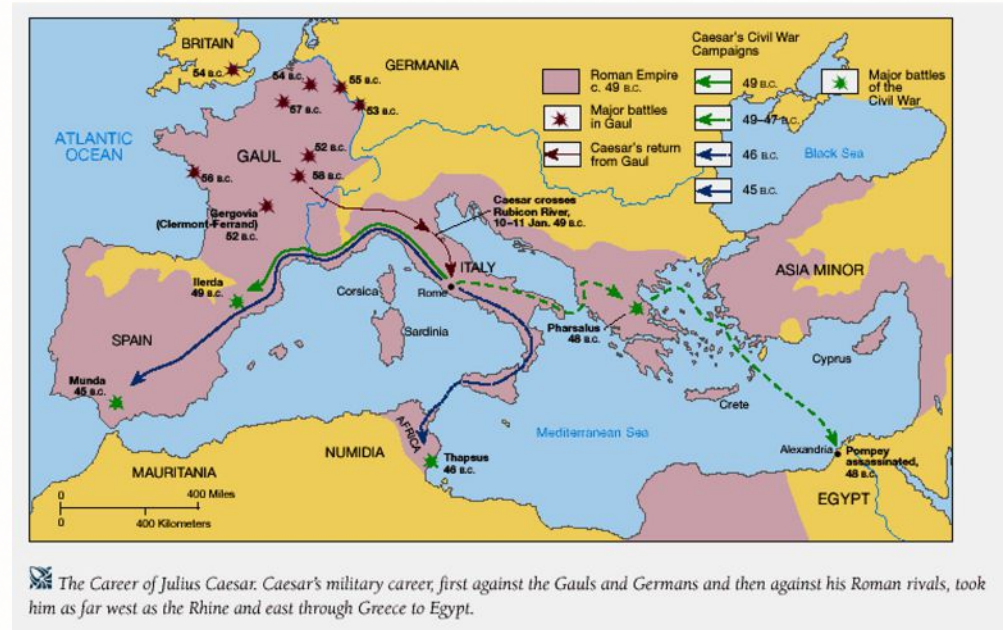 BRITAIN
54 B.C.
54 B.C.
55 B.C.
57 B.C.
53 B.C.
GERMANIA
ATLANTIC
OCEAN
GAUL
52 B.C.
58 B.C.
56 B.C.
Gergovia
(Clermont-Ferrand)
52 B.C.
Caesar's Civil War
Campaigns
Roman Empire
c. 49 B.C.
Major battles
in Gaul
Caesar's return
from Gaul
49 B.C.
49–47 B.C.
46 B.C.
45 B.C.
Major battles
of the
Civil War
Black Sea
Caesar crosses
Rubicon River,
10–11 Jan. 49 B.C.
ITALY
Rome
Corsica
Sardinia
Ilerda
49 B.C.
SPAIN
Munda
45 B.C.
Pharsalus
48 B.C.
ASIA MINOR
Cyprus
Crete
Mediterranean Sea
AFRICA
NUMIDIA
Thapsus
46 B.C.
MAURITANIA
Alexandria
Pompey
assassinated,
48 B.C.
EGYPT
0 400 Miles
0 400 Kilometers
The Career of Julius Caesar. Caesar's military career, first against the Gauls and Germans and then against his Roman rivals, took
him as far west as the Rhine and east through Greece to Egypt.